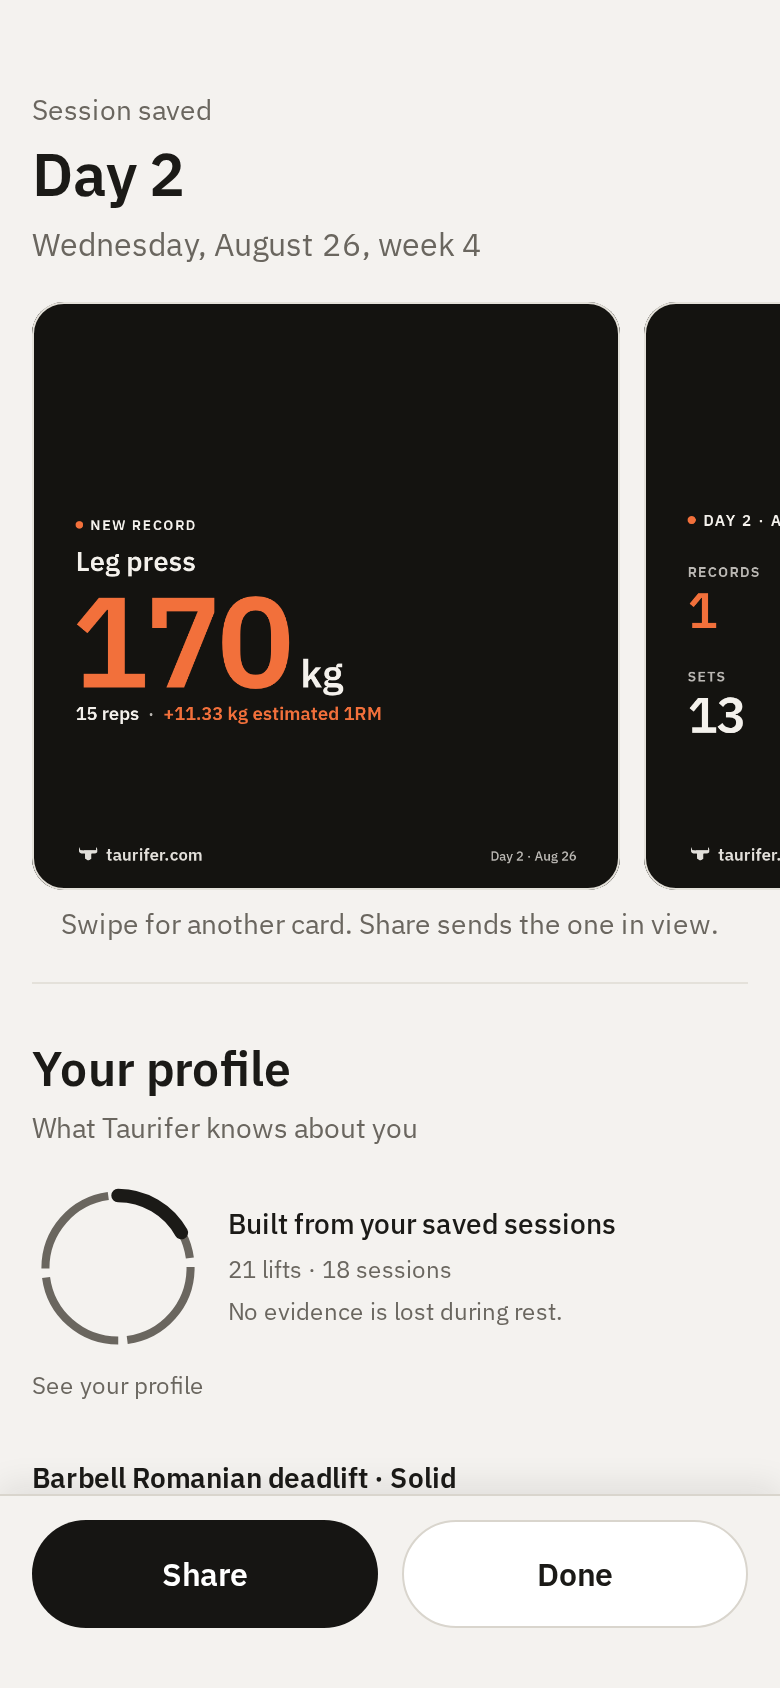 Session saved
Day 2
Wednesday, August 26, week 4
NEW RECORD
Leg press
170 kg
15 reps · +11.33 kg estimated 1RM
taurifer.com
Day 2 · Aug 26
DAY 2 · A
RECORDS
1
SETS
13
taurifer.
Swipe for another card. Share sends the one in view.
Your profile
What Taurifer knows about you
Built from your saved sessions
21 lifts · 18 sessions
No evidence is lost during rest.
See your profile
Barbell Romanian deadlift · Solid
Share
Done